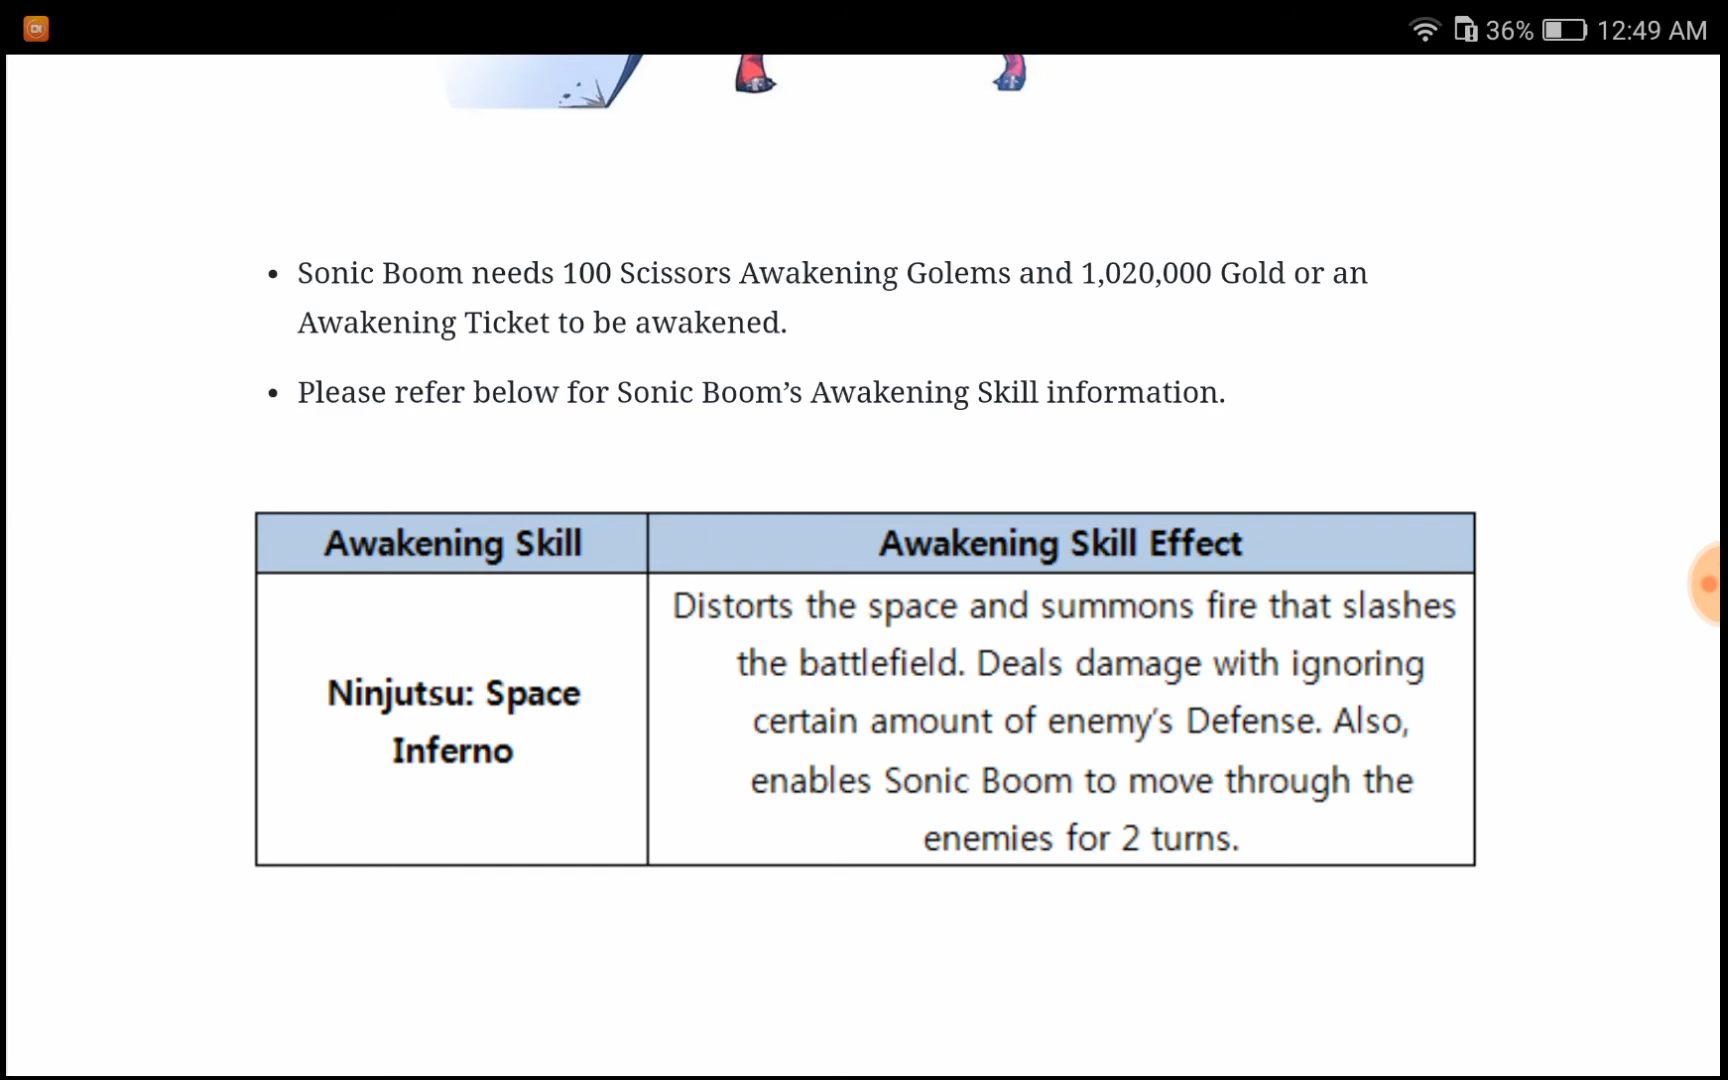 36% 12:49 AM
• Sonic Boom needs 100 Scissors Awakening Golems and 1,020,000 Gold or an
Awakening Ticket to be awakened.
• Please refer below for Sonic Boom’s Awakening Skill information.
Awakening Skill
Awakening Skill Effect
Ninjutsu: Space
Inferno
Distorts the space and summons fire that slashes
the battlefield. Deals damage with ignoring
certain amount of enemy's Defense. Also,
enables Sonic Boom to move through the
enemies for 2 turns.